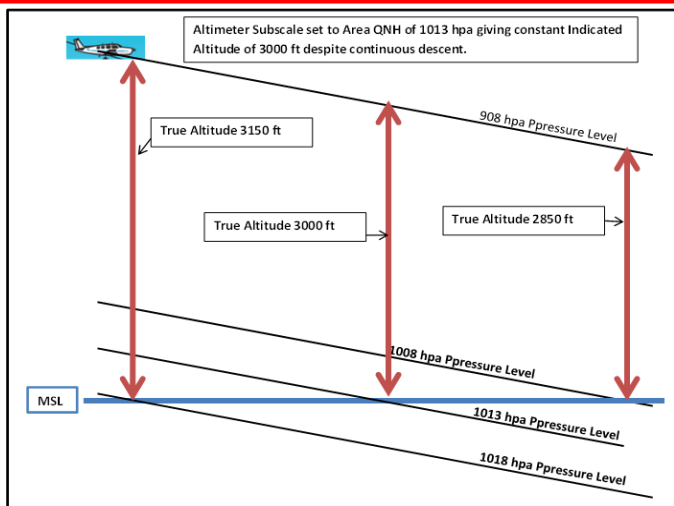 Altimeter Subscale set to Area QNH of 1013 hpa giving constant Indicated
Altitude of 3000 ft despite continuous descent.
908 hpa Ppressure Level
True Altitude 3150 ft
True Altitude 3000 ft
True Altitude 2850 ft
1008 hpa Ppressure Level
MSL
1013 hpa Ppressure Level
1018 hpa Ppressure Level